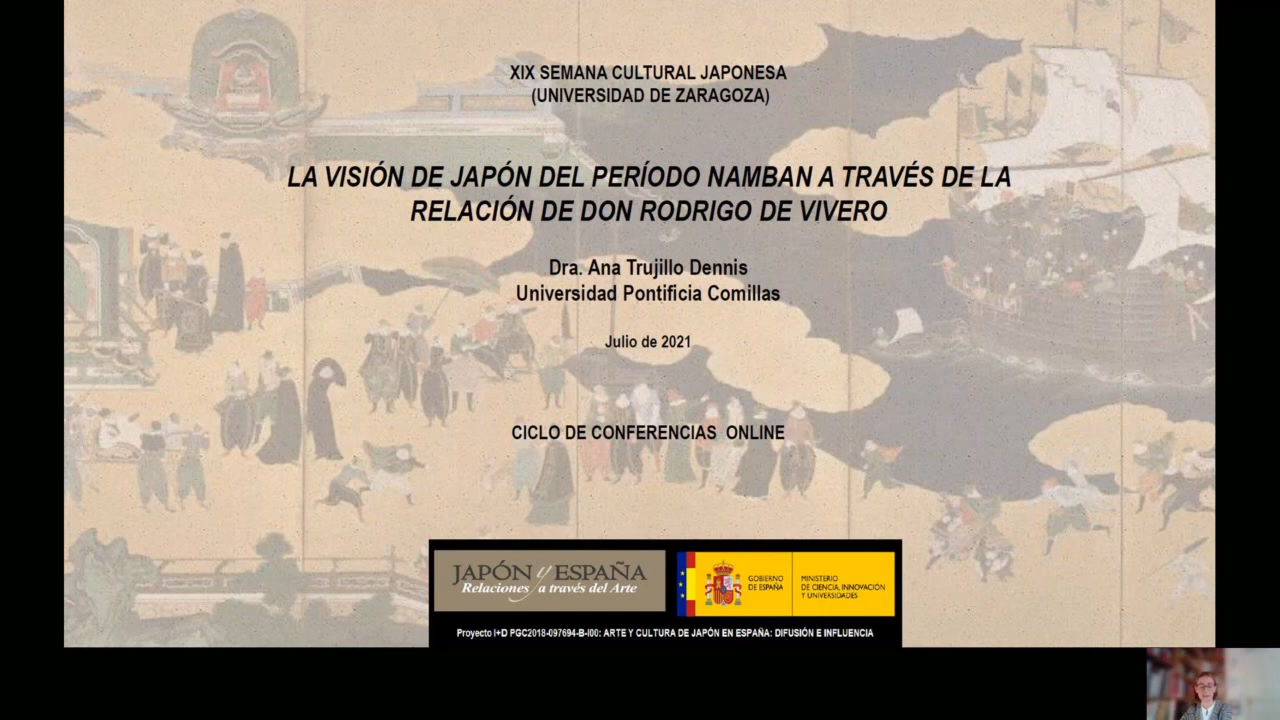 XIX SEMANA CULTURAL JAPONESA
(UNIVERSIDAD DE ZARAGOZA)
LA VISIÓN DE JAPÓN DEL PERÍODO NAMBAN A TRAVÉS DE LA
RELACIÓN DE DON RODRIGO DE VIVERO
Dra. Ana Trujillo Dennis
Universidad Pontificia Comillas
Julio de 2021
CICLO DE CONFERENCIAS ONLINE
JAPÓN y ESPAÑA
Relaciones a través del Arte
GOBIERNO
DE ESPAÑA
MINISTERIO
DE CIENCIA, INNOVACIÓN
Y UNIVERSIDADES
Proyecto I+D PGC2018-097694-B-I00: ARTE Y CULTURA DE JAPÓN EN ESPAÑA: DIFUSIÓN E INFLUENCIA